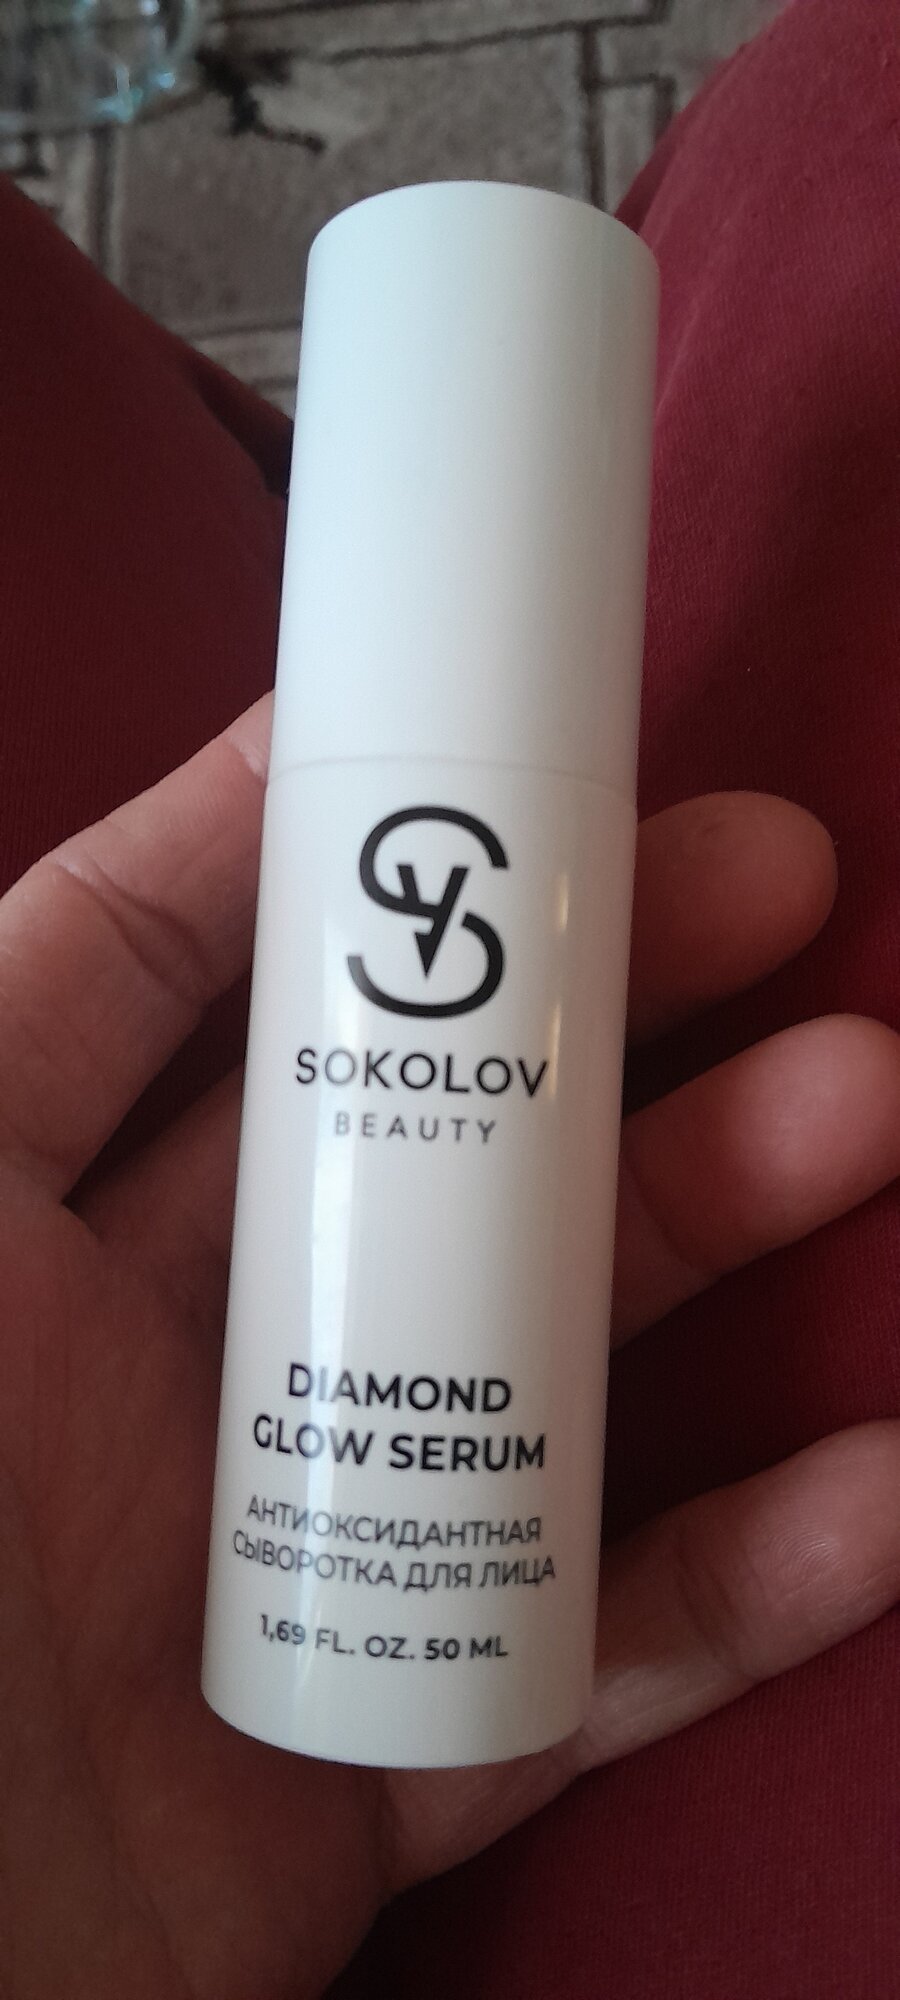 SOKOLOV
BEAUTY
DIAMOND
GLOW SERUM
АНТИОКСИДАНТНАЯ
СЫВОРОТКА ДЛЯ ЛИЦА
1,69 FL. OZ. 50 ML